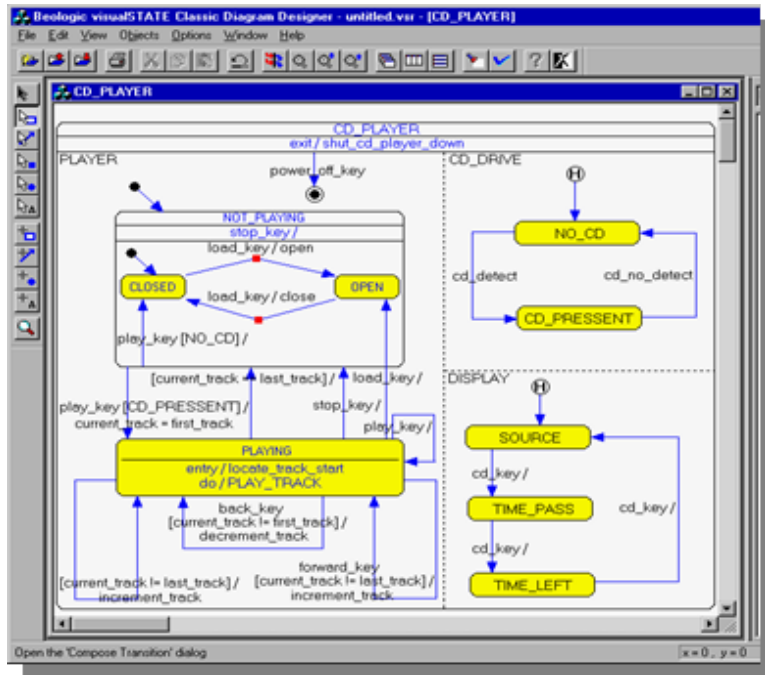 Beologic visualSTATE Classic Diagram Designer - untitled.vsr - [CD_PLAYER]
File Edit View Objects Options Window Help
CD_PLAYER
CD_PLAYER
exit / shut_cd_player_down
PLAYER
power_off_key
NOT_PLAYING
stop_key /
load_key / open
CLOSED
OPEN
load_key / close
play_key [NO_CD] /
[current_track = last_track] /
load_key /
play_key [CD_PRESSENT] /
current_track = first_track
stop_key /
play_key /
PLAYING
entry / locate_track_start
do / PLAY_TRACK
back_key
[current_track != first_track] /
decrement_track
[current_track != last_track] /
increment_track
forward_key
[current_track != last_track] /
increment_track
CD_DRIVE
H
NO_CD
cd_detect
cd_no_detect
CD_PRESSENT
DISPLAY
H
SOURCE
cd_key /
TIME_PASS
cd_key /
cd_key /
TIME_LEFT
Open the 'Compose Transition' dialog
x = 0 , y = 0